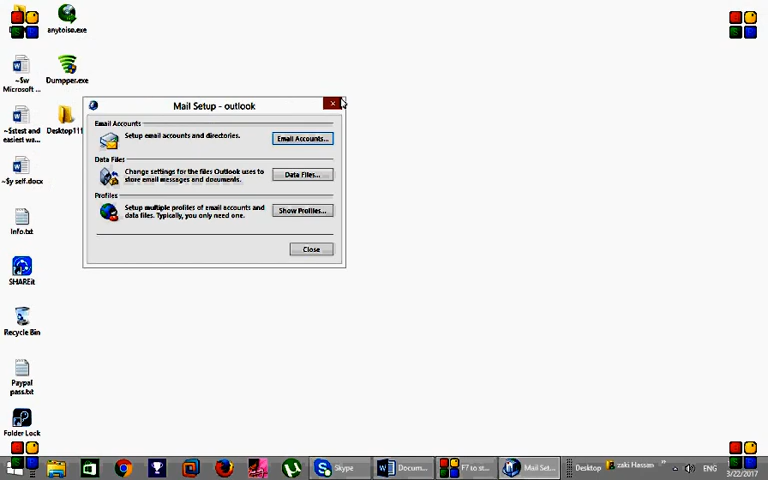 anytoise.exe
~$w
Microsoft ...
Dumpper.exe
~$stest and
easiest wa...
Desktop111
~$y self.docx
Info.txt
SHAREit
Recycle Bin
Paypal
pass.txt
Folder Lock
Mail Setup - outlook
Email Accounts
Setup email accounts and directories.
Email Accounts...
Data Files
Change settings for the files Outlook uses to
store email messages and documents.
Data Files...
Profiles
Setup multiple profiles of email accounts and
data files. Typically, you only need one.
Show Profiles...
Close
Skype
Docum...
F7 to st...
Mail Set...
Desktop
zaki Hassan
ENG
3/22/2017